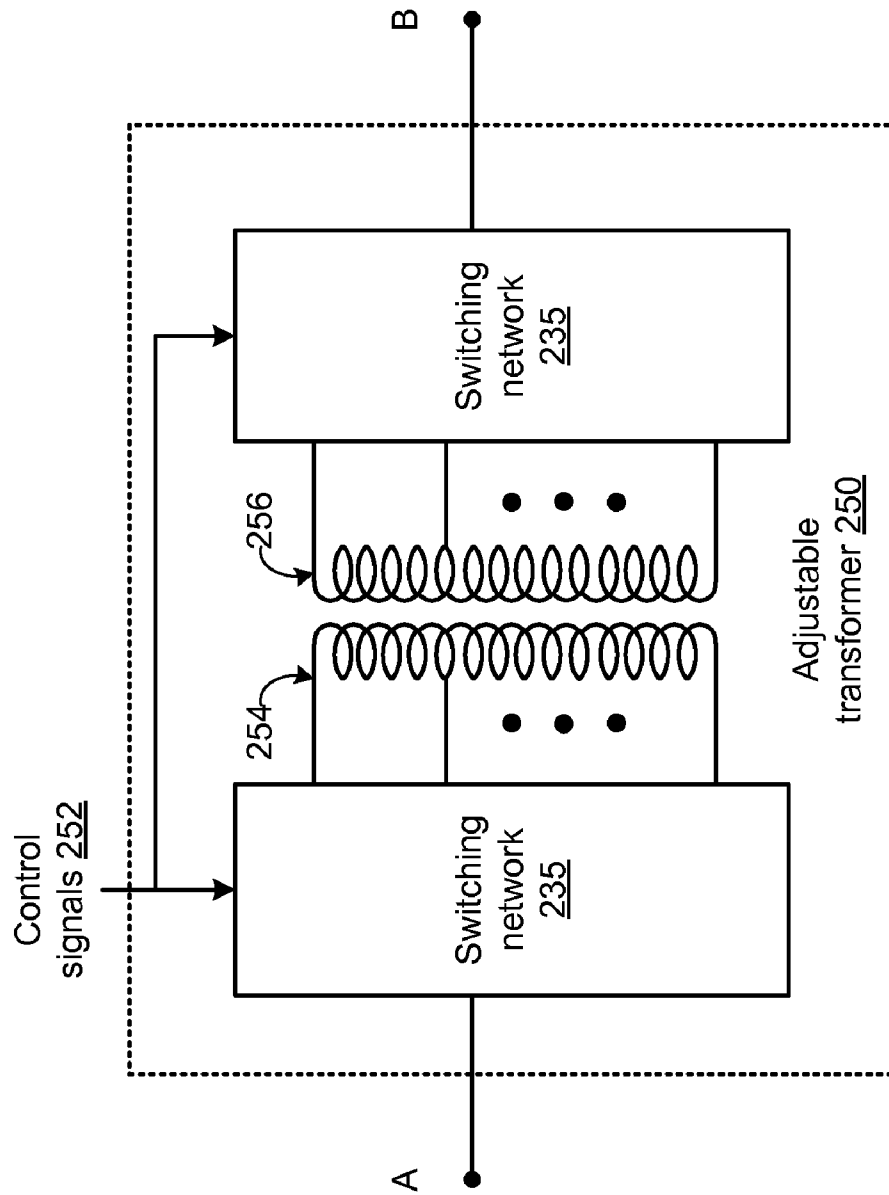 Control
signals 252
A
B
254
256
Switching
network
235
Switching
network
235
Adjustable
transformer 250